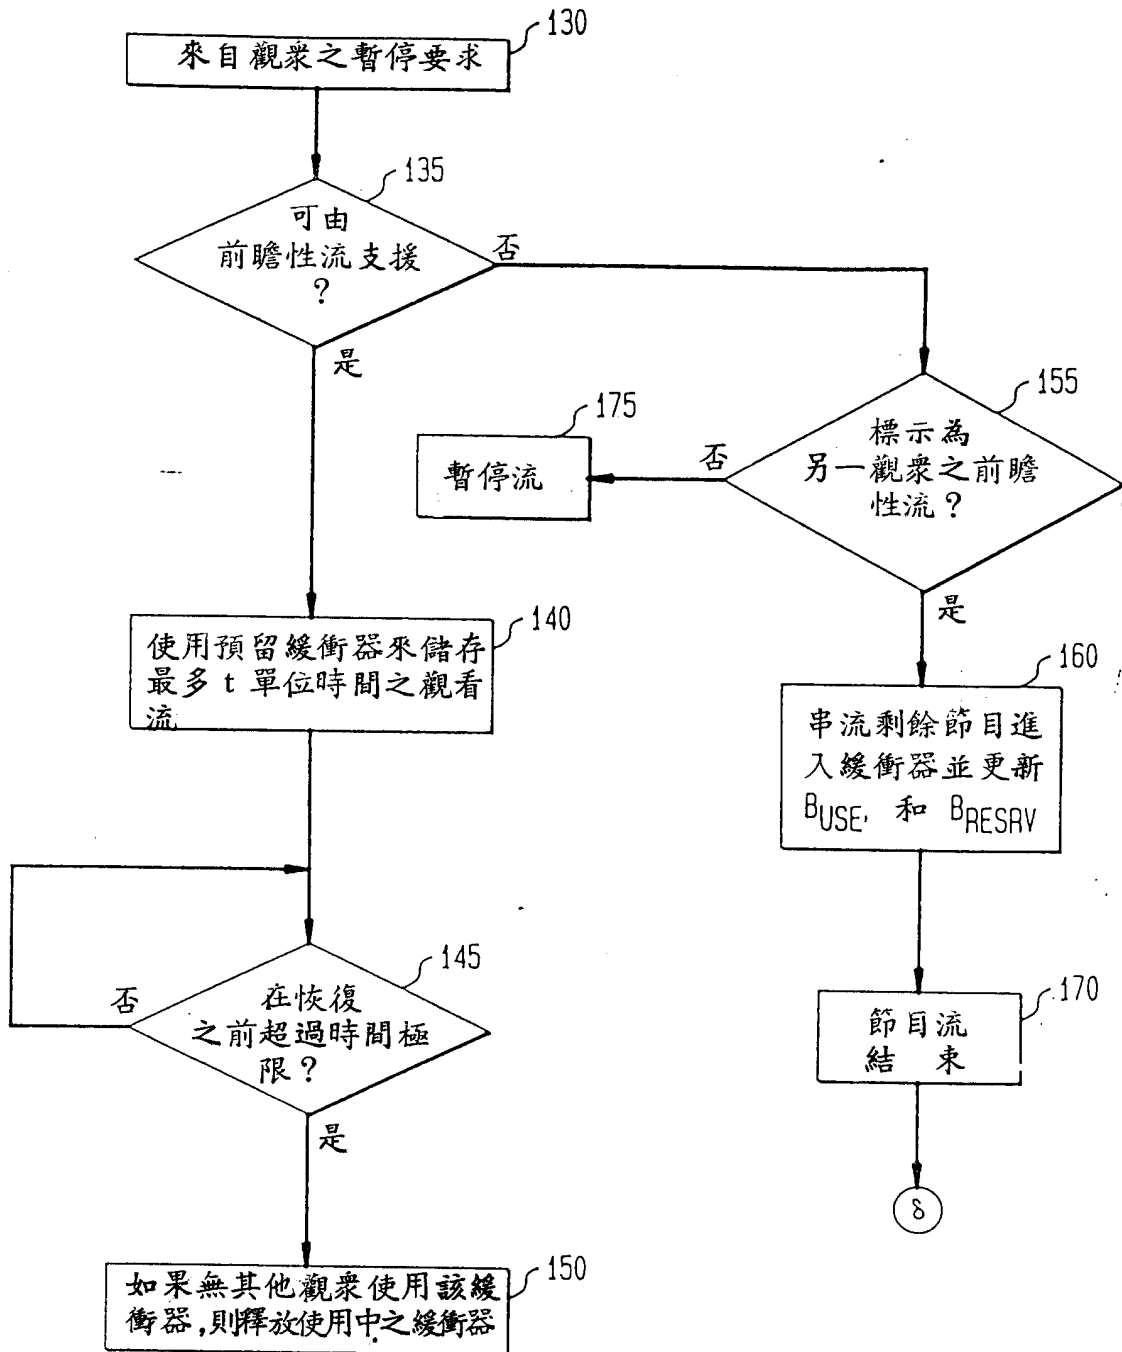 130
來自觀衆之暫停要求
135
可由
前瞻性流支援
?
否
是
155
標示為
另一觀衆之前瞻
性流?
否
是
175
暫停流
140
使用預留緩衝器來儲存
最多 t 單位時間之觀看
流
160
串流剩餘節目進
入緩衝器並更新
BUSE, 和 BRESRV
145
在恢復
之前超過時間極
限?
否
是
170
節目流
結 束
δ
150
如果無其他觀衆使用該緩
衝器,則釋放使用中之緩衝器